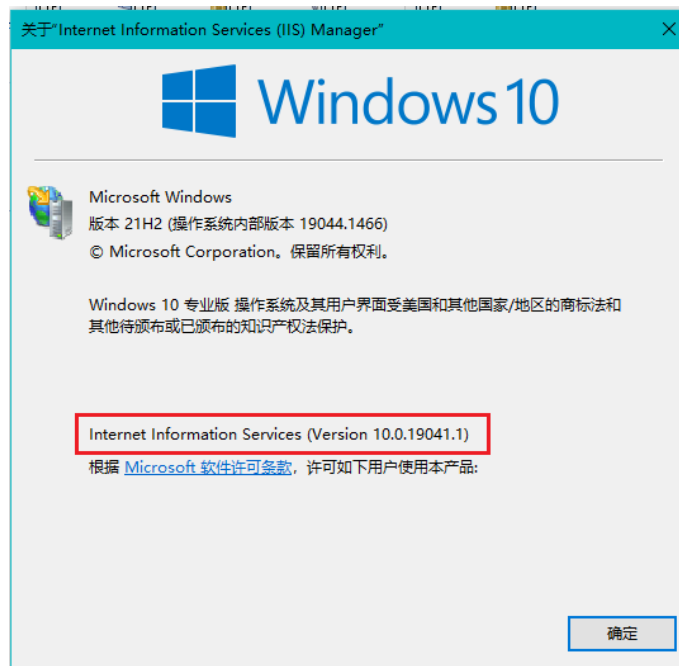 关于“Internet Information Services (IIS) Manager”
Windows 10
Microsoft Windows
版本 21H2 (操作系统内部版本 19044.1466)
© Microsoft Corporation。保留所有权利。
Windows 10 专业版 操作系统及其用户界面受美国和其他国家/地区的商标法和
其他待颁布或已颁布的知识产权法保护。
Internet Information Services (Version 10.0.19041.1)
根据 Microsoft 软件许可条款，许可如下用户使用本产品:
确定